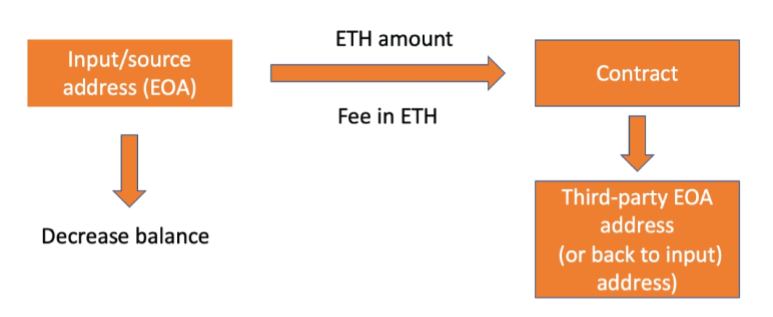 Input/source
address (EOA)
ETH amount
Fee in ETH
Contract
Decrease balance
Third-party EOA
address
(or back to input)
address)